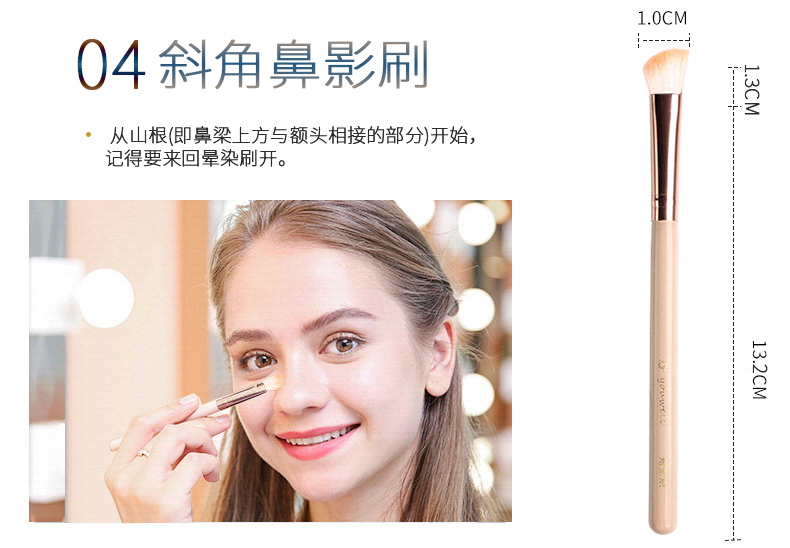 04 斜角鼻影刷
• 从山根(即鼻梁上方与额头相接的部分)开始，
记得要来回晕染刷开。
1.0CM
1.3CM
13.2CM